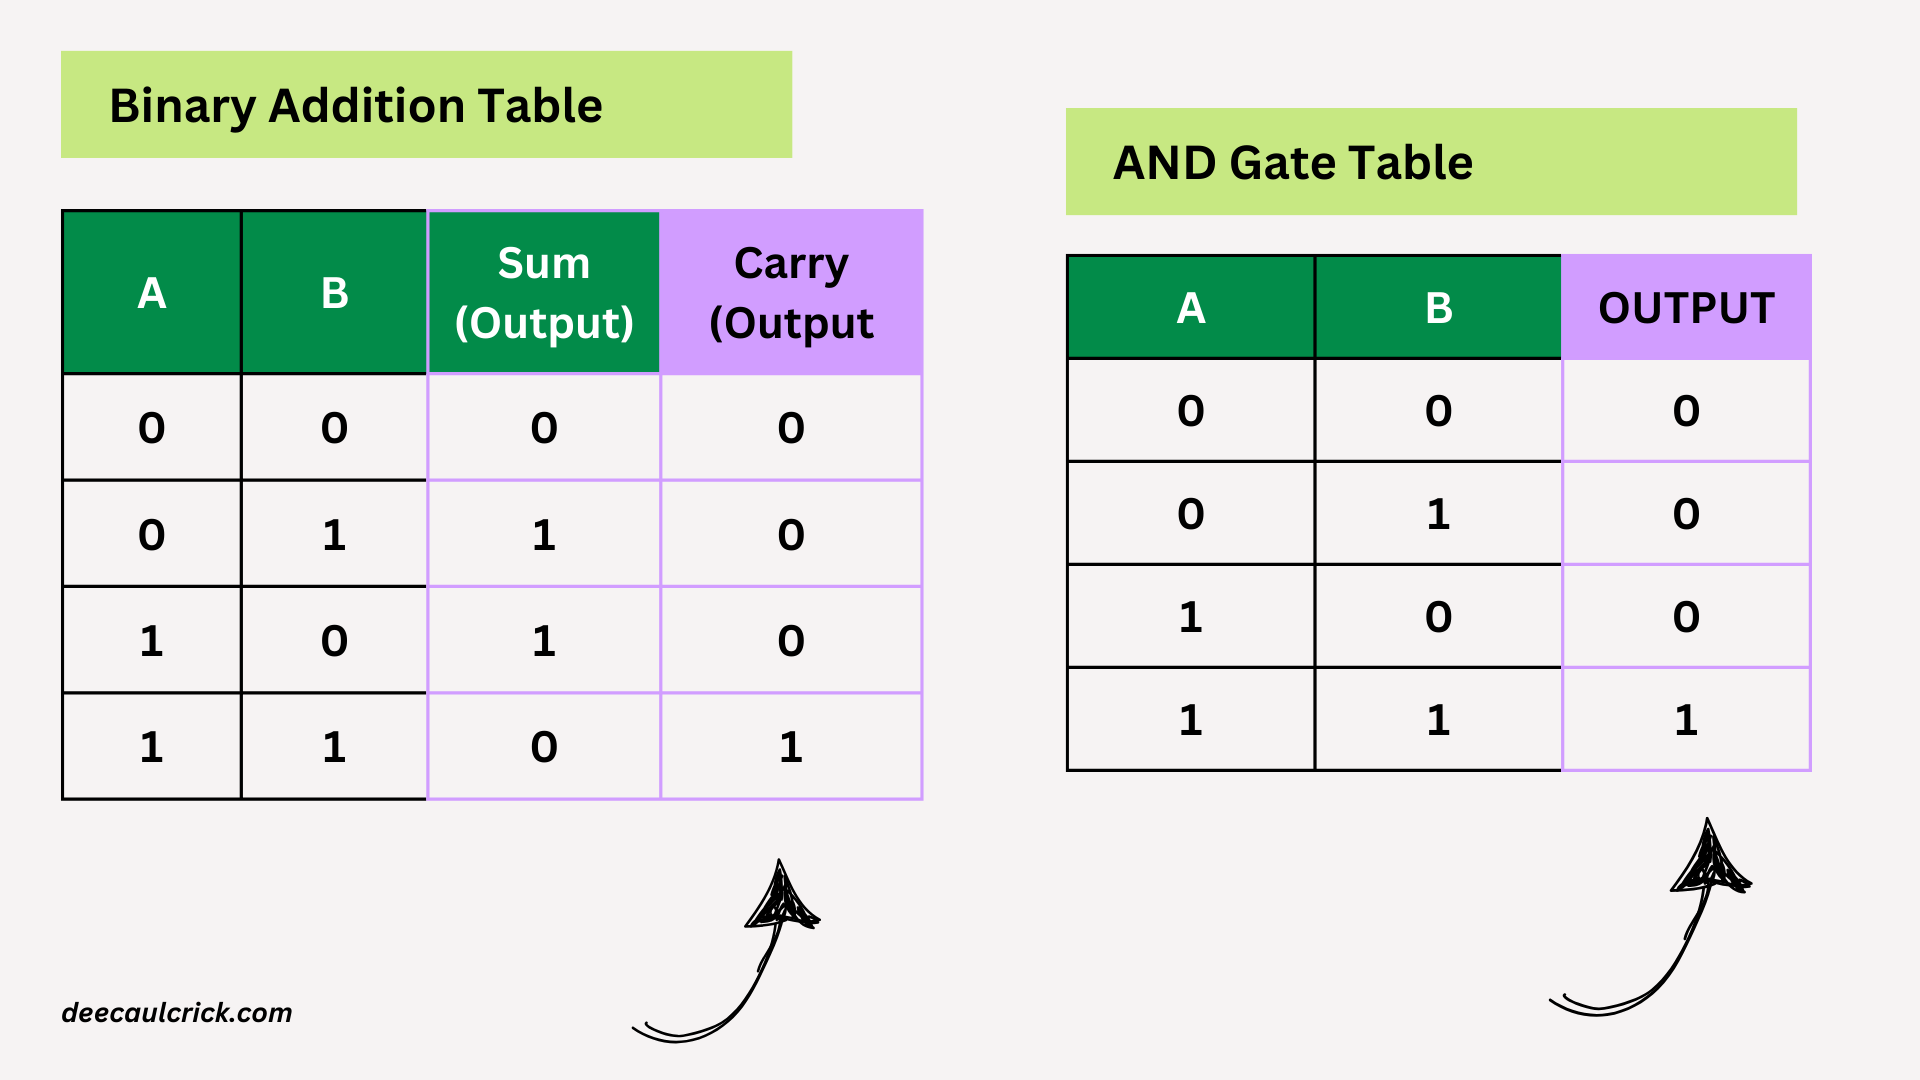 Binary Addition Table
A B Sum (Output) Carry (Output
0 0 0 0
0 1 1 0
1 0 1 0
1 1 0 1
AND Gate Table
A B OUTPUT
0 0 0
0 1 0
1 0 0
1 1 1
deecaulcrick.com